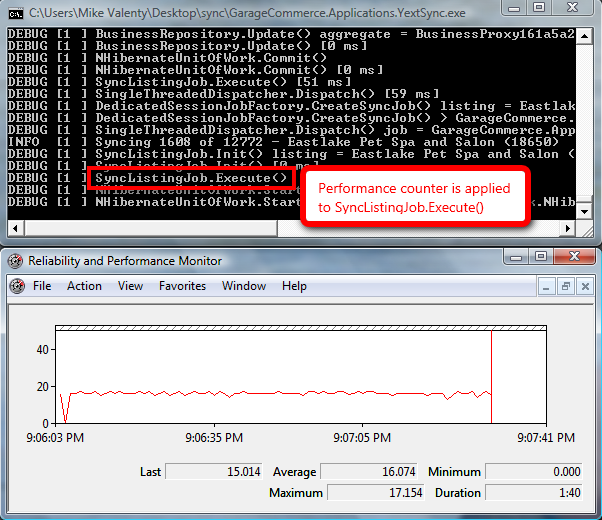 C:\Users\Mike Valenty\Desktop\sync\GarageCommerce.Applications.YextSync.exe
DEBUG [1 ] BusinessRepository.Update() aggregate = BusinessProxy161a5a2
DEBUG [1 ] BusinessRepository.Update() [0 ms]
DEBUG [1 ] NHibernateUnitOfWork.Commit()
DEBUG [1 ] NHibernateUnitOfWork.Commit() [0 ms]
DEBUG [1 ] SyncListingJob.Execute() [51 ms]
DEBUG [1 ] SingleThreadedDispatcher.Dispatch() [59 ms]
DEBUG [1 ] DedicatedSessionJobFactory.CreateSyncJob() listing = Eastlak
DEBUG [1 ] DedicatedSessionJobFactory.CreateSyncJob() > GarageCommerce.
DEBUG [1 ] SingleThreadedDispatcher.Dispatch() job = GarageCommerce.App
INFO [1 ] Syncing 1608 of 12772 - Eastlake Pet Spa and Salon (18650)
DEBUG [1 ] SyncListingJob.Init() listing = Eastlake Pet Spa and Salon (
DEBUG [1 ] SyncListingJob.Init() [0 ms]
DEBUG [1 ] SyncListingJob.Execute()
DEBUG [1 ] NHibernateUnitOfWork.Start
DEBUG [1 ] NHibernateUnitOfWork.Start k.NHib
Performance counter is applied
to SyncListingJob.Execute()
Reliability and Performance Monitor
File Action View Favorites Window Help
40
20
0
9:06:03 PM 9:06:35 PM 9:07:05 PM 9:07:41 PM
Last 15.014 Average 16.074 Minimum 0.000
Maximum 17.154 Duration 1:40